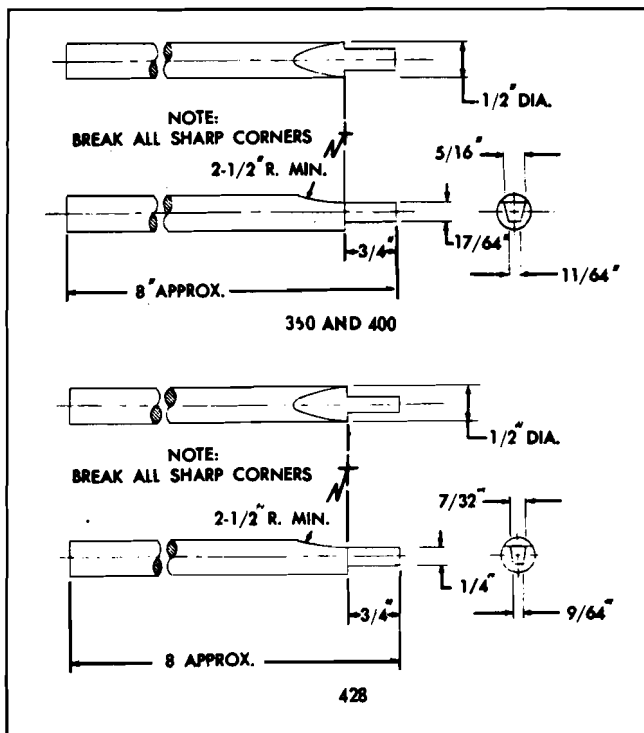 1/2" DIA.
NOTE:
BREAK ALL SHARP CORNERS
5/16"
2-1/2" R. MIN.
3/4"
17/64"
11/64"
8" APPROX.
350 AND 400
1/2" DIA.
NOTE:
BREAK ALL SHARP CORNERS
7/32"
2-1/2" R. MIN.
1/4"
3/4"
9/64"
8 APPROX.
428